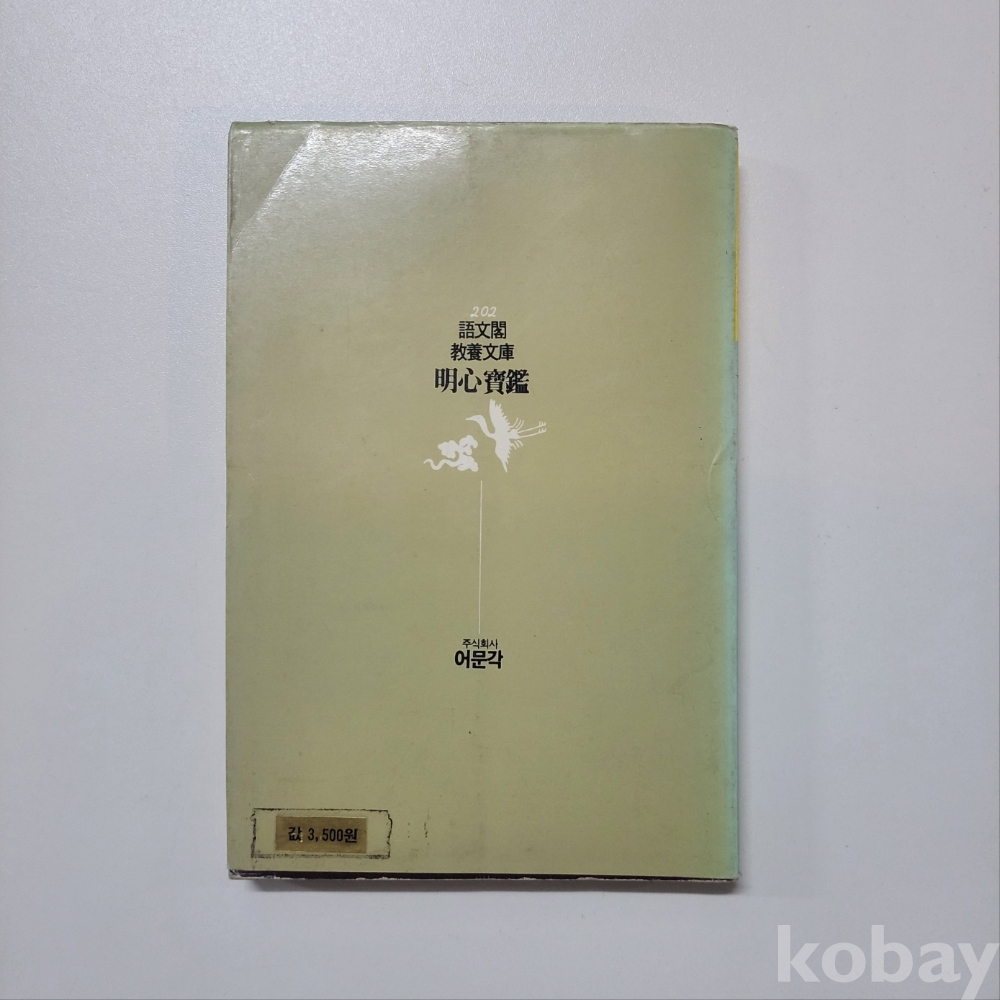 202
語文閣
敎養文庫
明心寶鑑
주식회사
어문각
값 3,500원
kobay